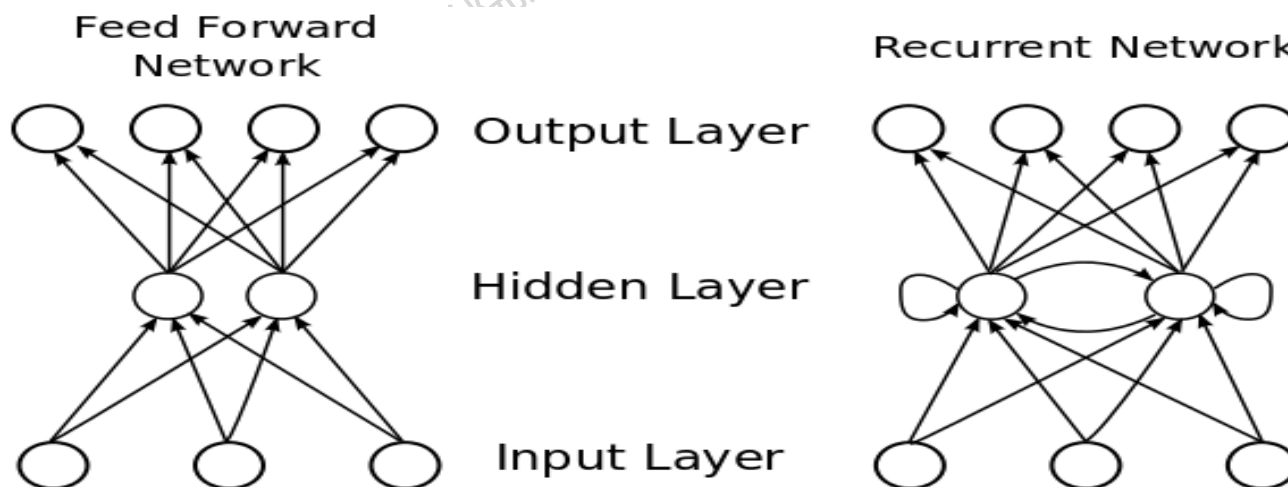 Feed Forward
Network
Recurrent Network
Output Layer
Hidden Layer
Input Layer